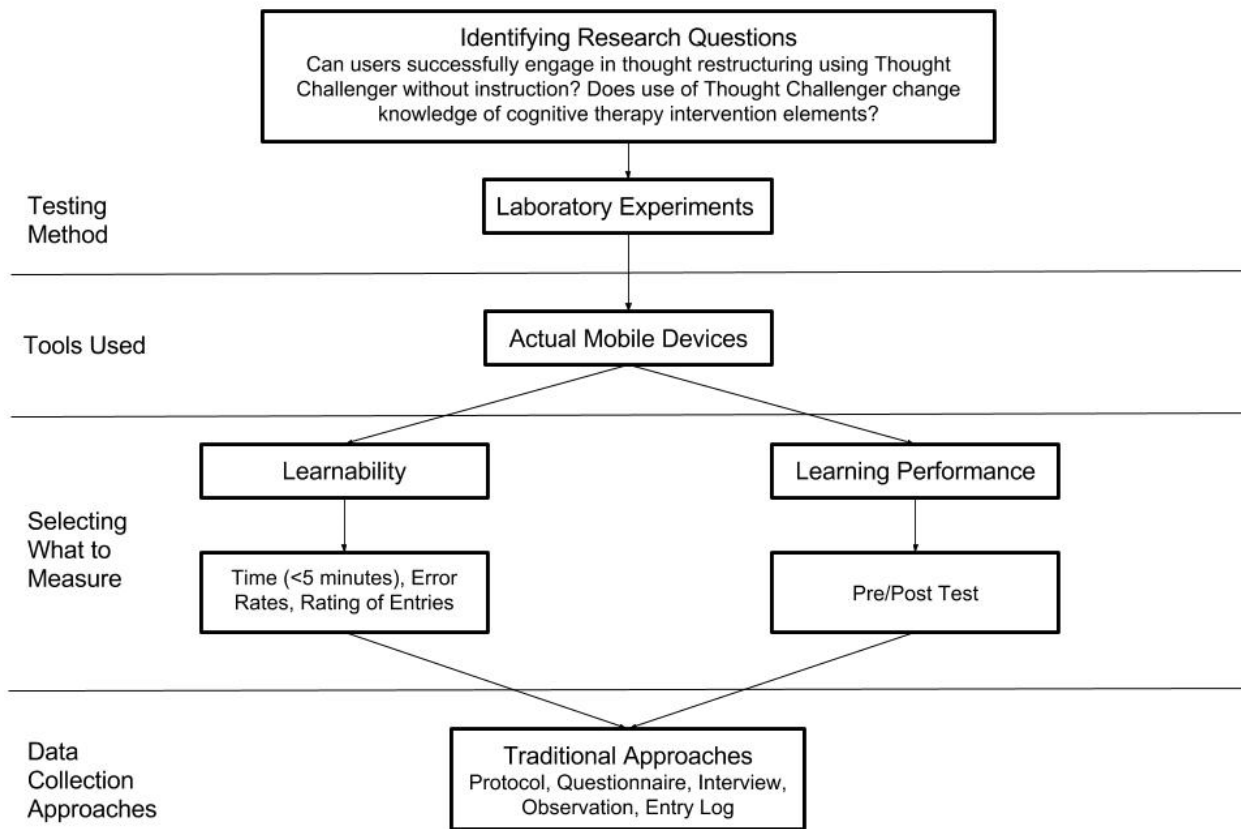 Identifying Research Questions
Can users successfully engage in thought restructuring using Thought
Challenger without instruction? Does use of Thought Challenger change
knowledge of cognitive therapy intervention elements?
Testing
Method
Laboratory Experiments
Tools Used
Actual Mobile Devices
Selecting
What to
Measure
Learnability
Learning Performance
Time (<5 minutes), Error
Rates, Rating of Entries
Pre/Post Test
Data
Collection
Approaches
Traditional Approaches
Protocol, Questionnaire, Interview,
Observation, Entry Log